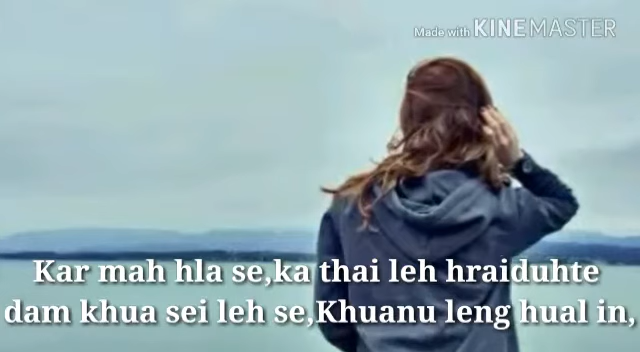 Made with KINEMASTER
Kar mah hla se,ka thai leh hraiduhte
dam khua sei leh se,Khuanu leng hual in,